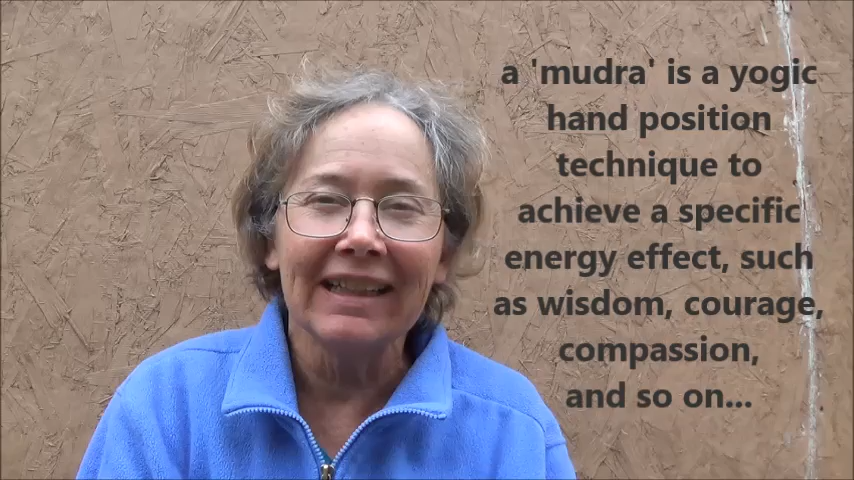 a 'mudra' is a yogic
hand position
technique to
achieve a specific
energy effect, such
as wisdom, courage,
compassion,
and so on...